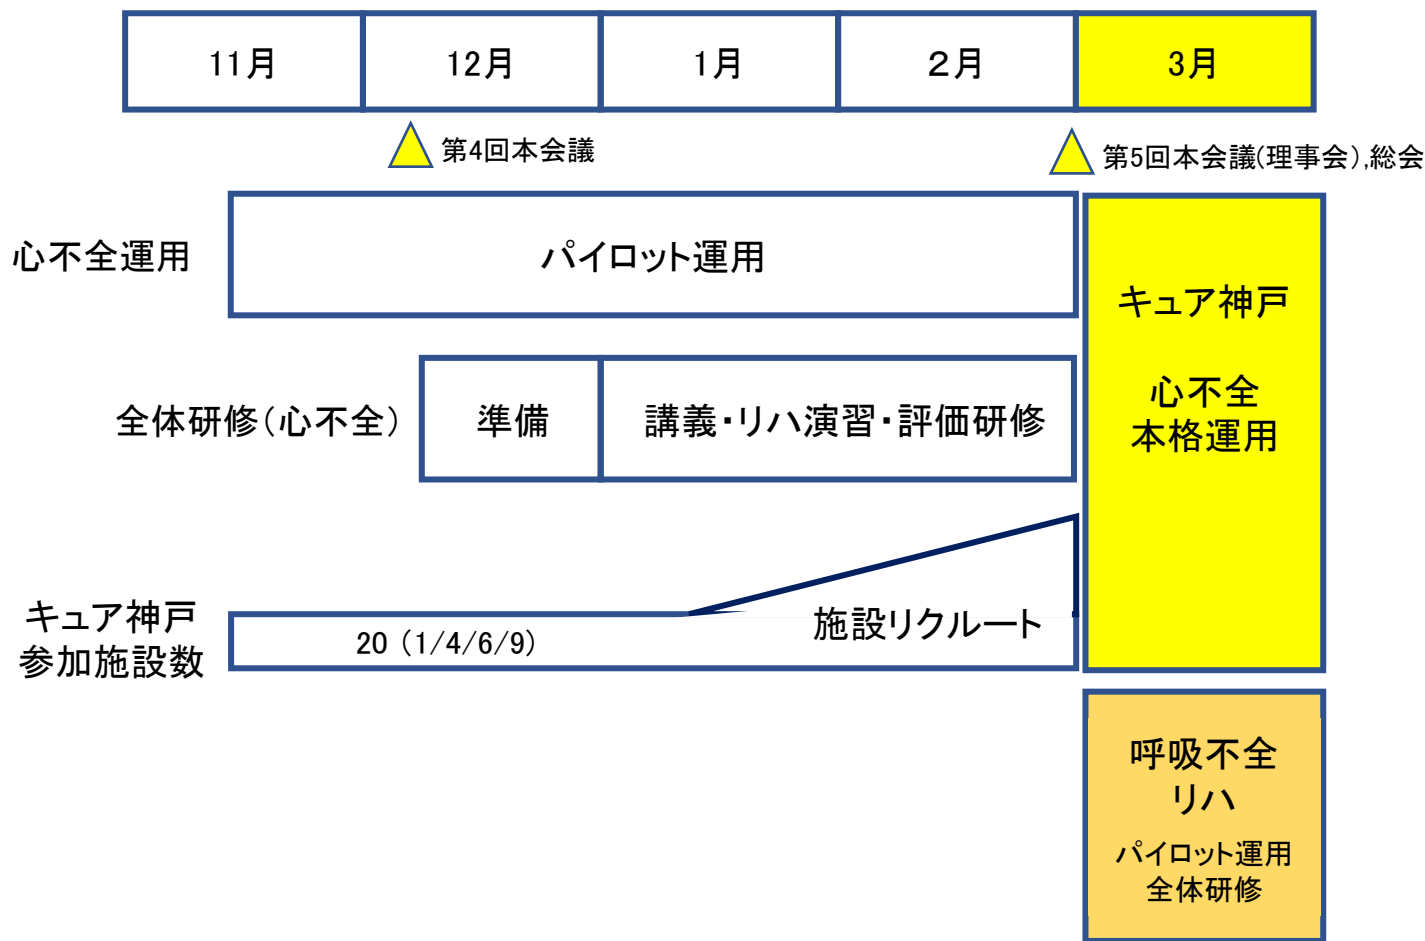 11月
12月
1月
2月
3月
第4回本会議
第5回本会議(理事会),総会
心不全運用
パイロット運用
全体研修(心不全)
準備
講義・リハ演習・評価研修
キュア神戸
参加施設数
20 (1/4/6/9)
施設リクルート
キュア神戸
心不全
本格運用
呼吸不全
リハ
パイロット運用
全体研修